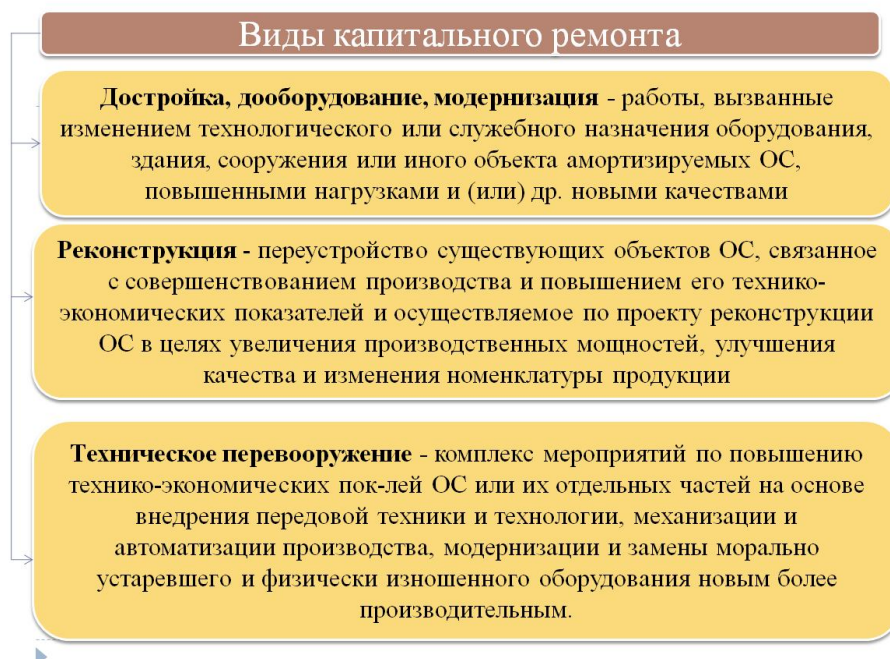 Виды капитального ремонта
Достройка, дооборудование, модернизация - работы, вызванные
изменением технологического или служебного назначения оборудования,
здания, сооружения или иного объекта амортизируемых ОС,
повышенными нагрузками и (или) др. новыми качествами
Реконструкция - переустройство существующих объектов ОС, связанное
с совершенствованием производства и повышением его технико-
экономических показателей и осуществляемое по проекту реконструкции
ОС в целях увеличения производственных мощностей, улучшения
качества и изменения номенклатуры продукции
Техническое перевооружение - комплекс мероприятий по повышению
технико-экономических пок-лей ОС или их отдельных частей на основе
внедрения передовой техники и технологии, механизации и
автоматизации производства, модернизации и замены морально
устаревшего и физически изношенного оборудования новым более
производительным.